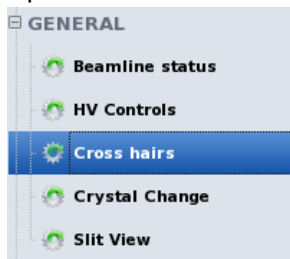 GENERAL
Beamline status
HV Controls
Cross hairs
Crystal Change
Slit View